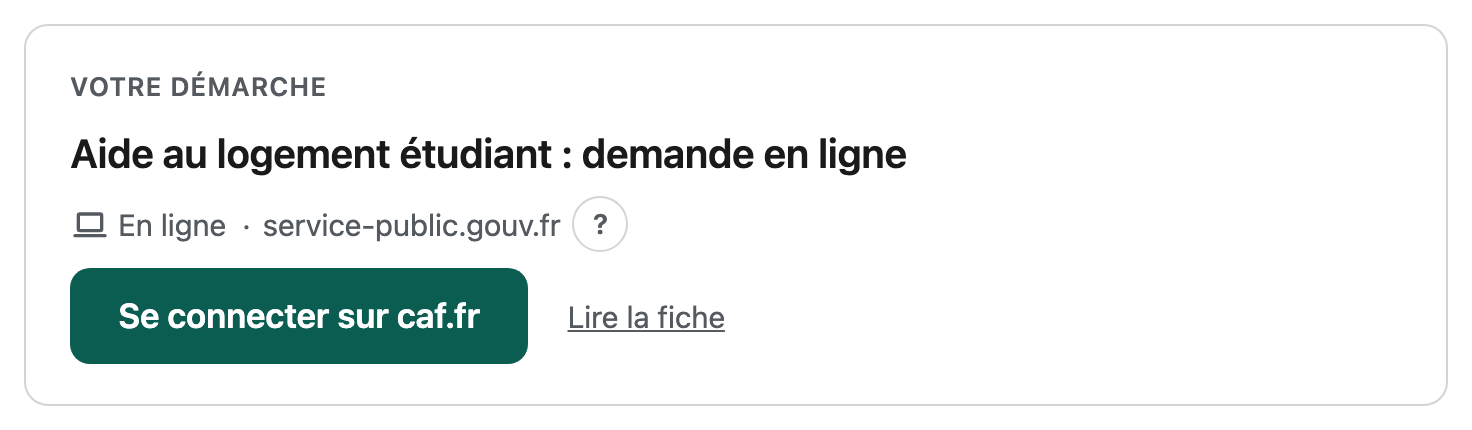 VOTRE DÉMARCHE
Aide au logement étudiant : demande en ligne
En ligne · service-public.gouv.fr ?
Se connecter sur caf.fr Lire la fiche